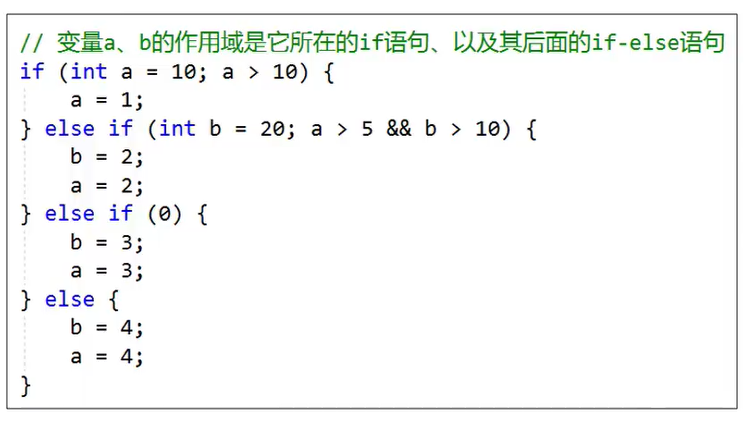 // 变量a、b的作用域是它所在的if语句、以及其后面的if-else语句
if (int a = 10; a > 10) {
    a = 1;
} else if (int b = 20; a > 5 && b > 10) {
    b = 2;
    a = 2;
} else if (0) {
    b = 3;
    a = 3;
} else {
    b = 4;
    a = 4;
}